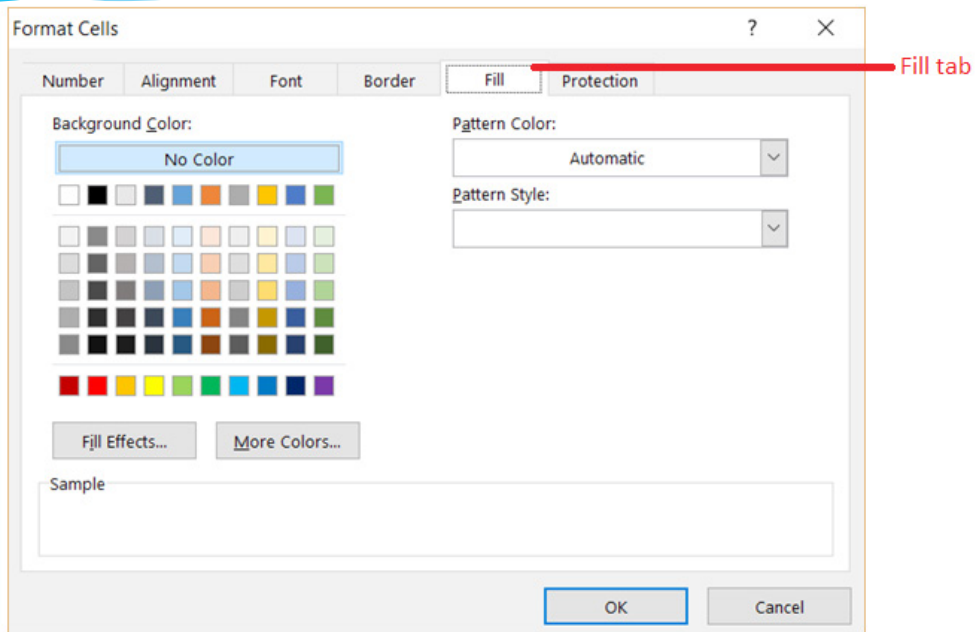 Format Cells
?
Number Alignment Font Border Fill Protection
Fill tab
Background Color:
No Color
Pattern Color:
Automatic
Pattern Style:
Fill Effects...
More Colors...
Sample
OK
Cancel